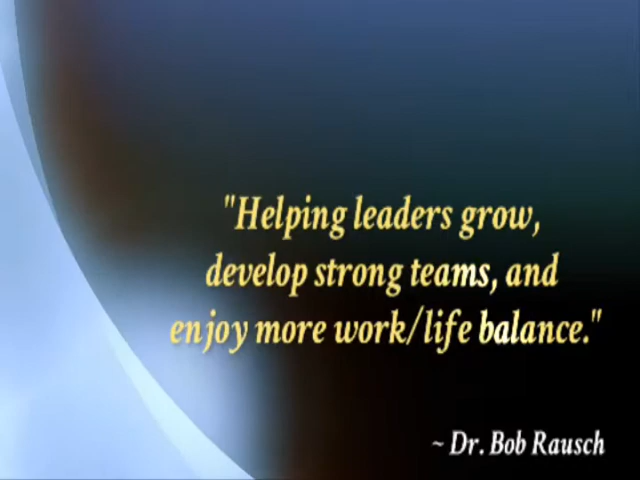 "Helping leaders grow,
develop strong teams, and
enjoy more work/life balance."
~ Dr. Bob Rausch